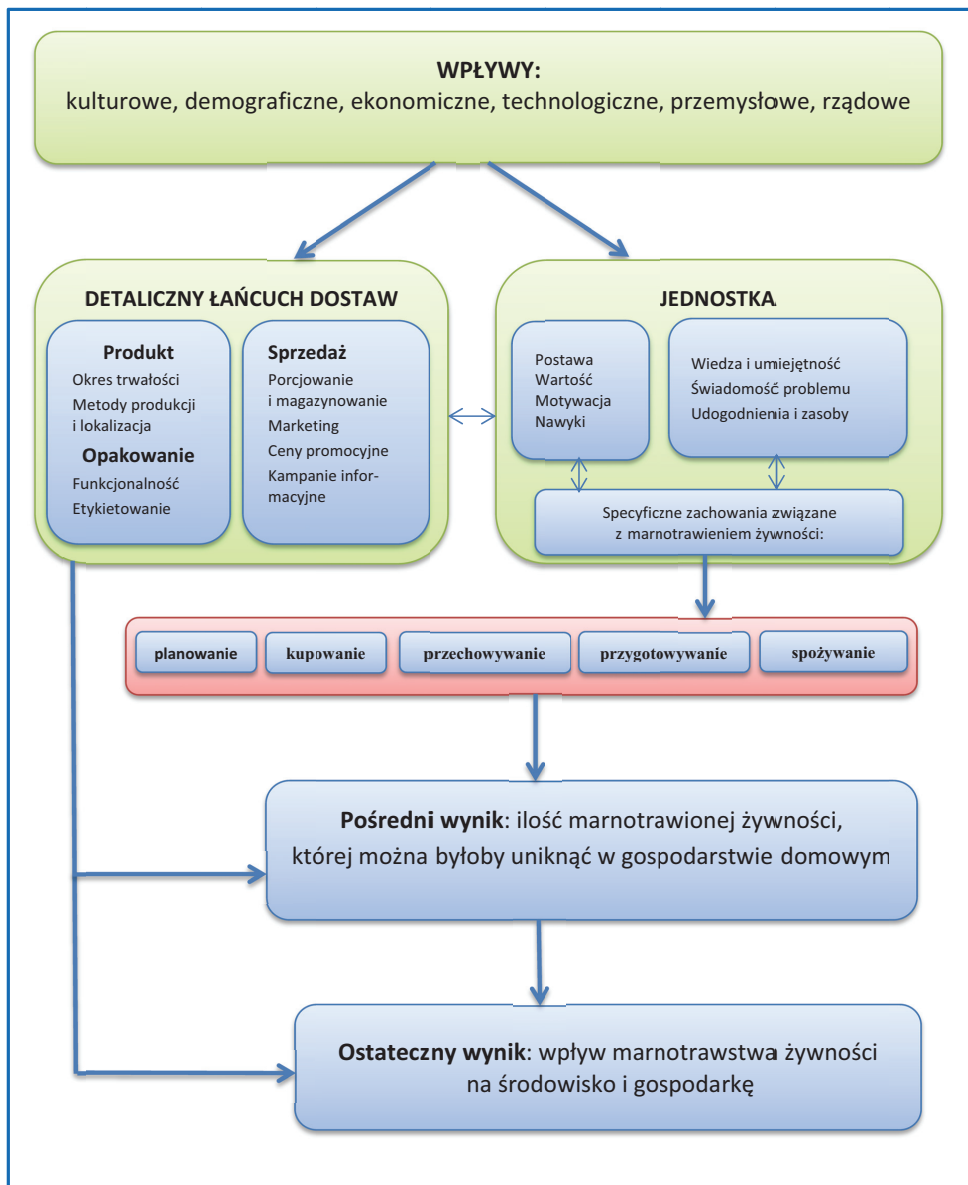 WPŁYWY:
kulturowe, demograficzne, ekonomiczne, technologiczne, przemysłowe, rządowe
DETALICZNY ŁAŃCUCH DOSTAW
Produkt
Okres trwałości
Metody produkcji
i lokalizacja
Opakowanie
Funkcjonalność
Etykietowanie
Sprzedaż
Porcjowanie
i magazynowanie
Marketing
Ceny promocyjne
Kampanie infor-
macyjne
JEDNOSTKA
Postawa
Wartość
Motywacja
Nawyki
Wiedza i umiejętność
Świadomość problemu
Udogodnienia i zasoby
Specyficzne zachowania związane
z marnotrawieniem żywności:
planowanie
kupowanie
przechowywanie
przygotowywanie
spożywanie
Pośredni wynik: ilość marnotrawionej żywności,
której można byłoby uniknąć w gospodarstwie domowym
Ostateczny wynik: wpływ marnotrawstwa żywności
na środowisko i gospodarkę